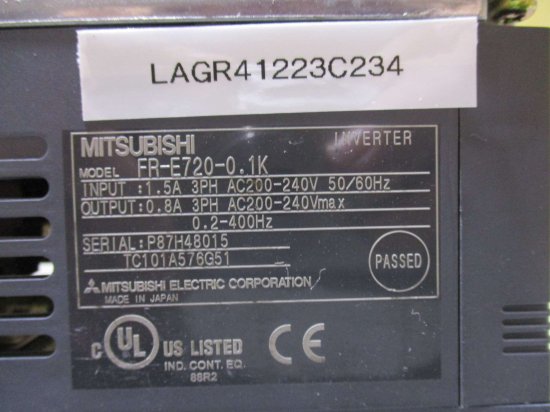 LAGR41223C234
MITSUBISHI INVERTER
MODEL FR-E720-0.1K
INPUT :1.5A 3PH AC200-240V 50/60Hz
OUTPUT:0.8A 3PH AC200-240Vmax
0.2-400Hz
SERIAL:P87H48015
TC101A576G51
PASSED
MITSUBISHI ELECTRIC CORPORATION
MADE IN JAPAN
C UL US LISTED CE
IND. CONT. EQ.
88R2